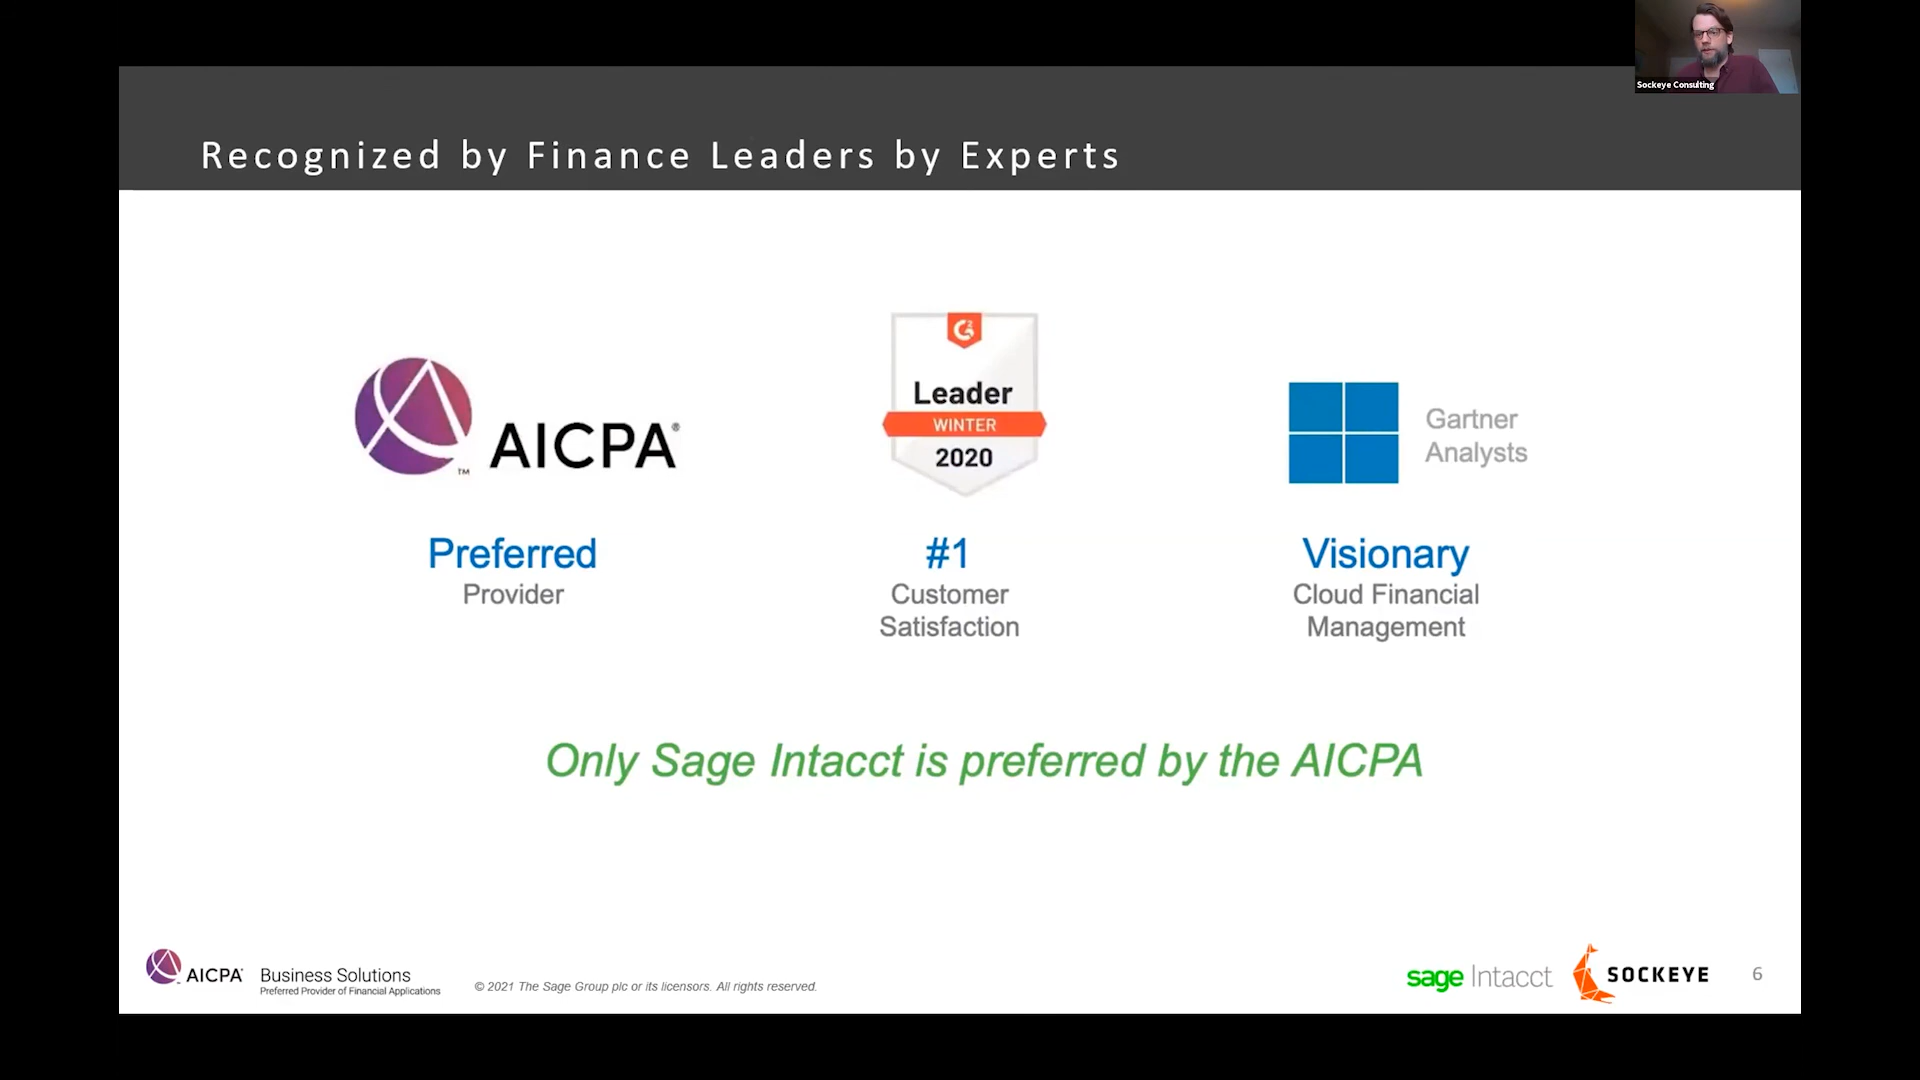 Sockeye Consulting
Recognized by Finance Leaders by Experts
AICPA®
™
G2
Leader
WINTER
2020
Gartner
Analysts
Preferred
Provider
#1
Customer
Satisfaction
Visionary
Cloud Financial
Management
Only Sage Intacct is preferred by the AICPA
AICPA Business Solutions
Preferred Provider of Financial Applications
© 2021 The Sage Group plc or its licensors. All rights reserved.
sage Intacct
SOCKEYE
6